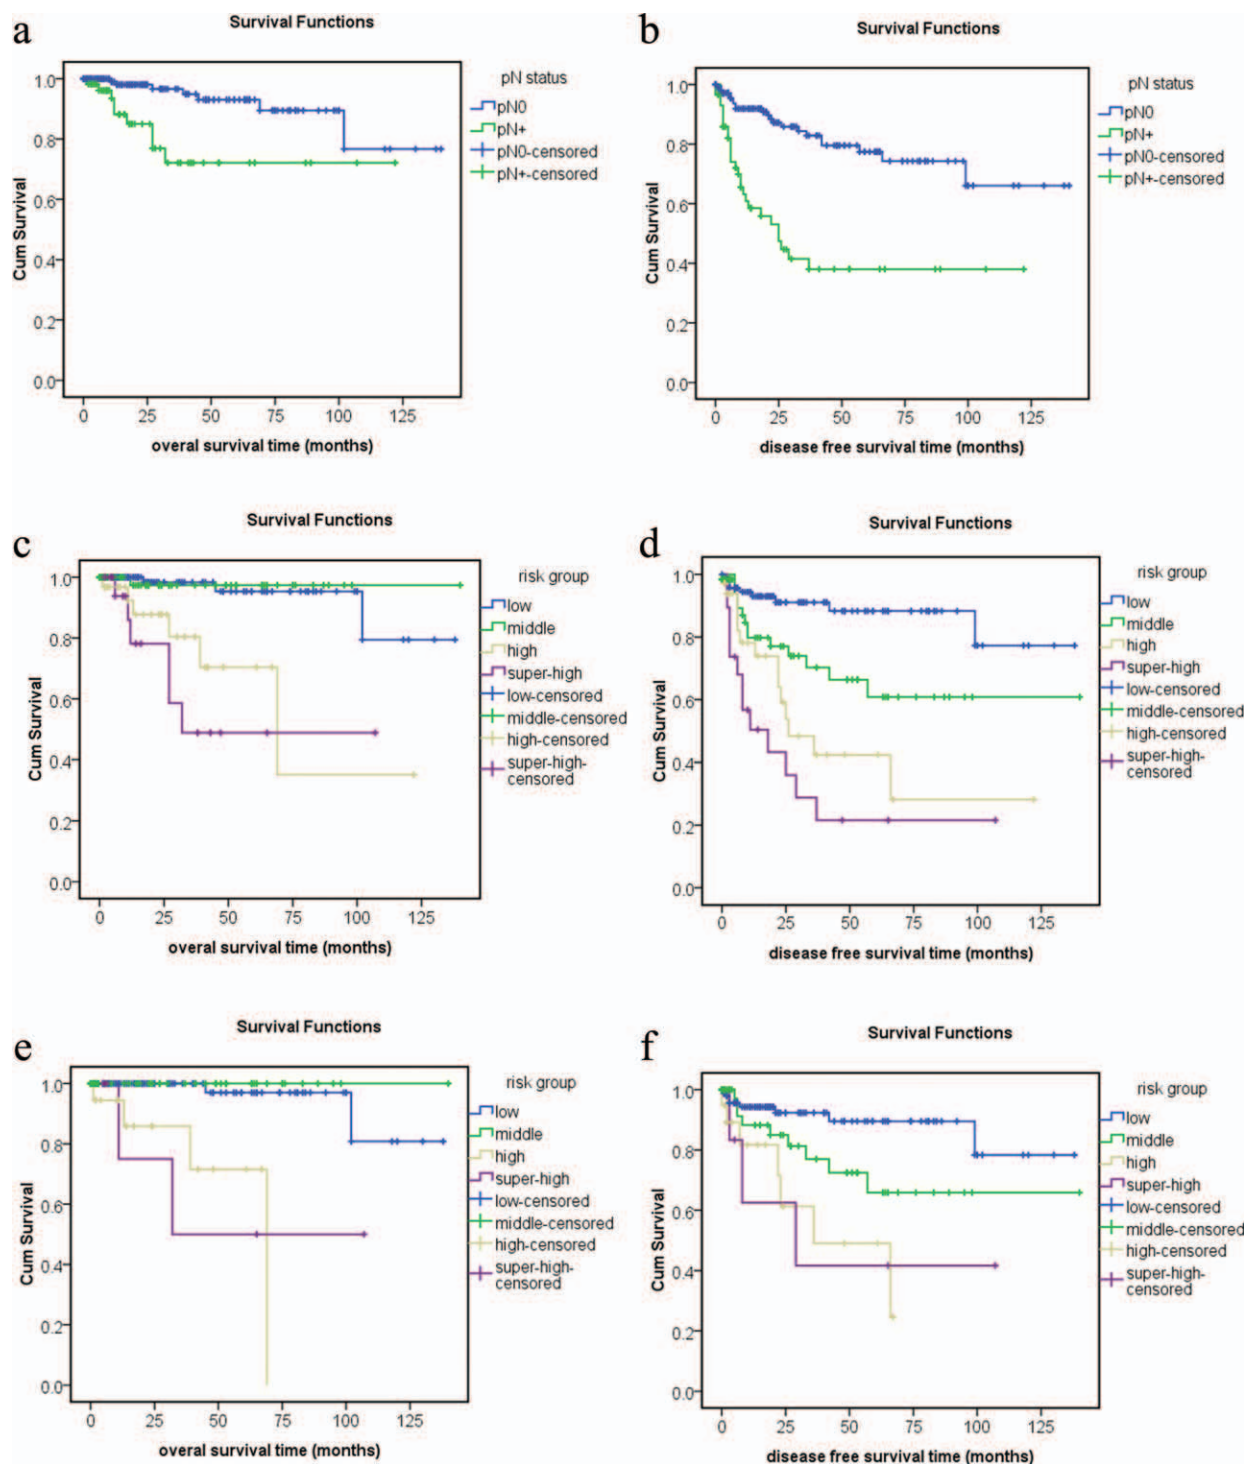 a
Survival Functions
Cum Survival
1.0
0.8
0.6
0.4
0.2
0.0
0 25 50 75 100 125
overal survival time (months)
pN status
pN0
pN+
pN0-censored
pN+-censored
b
Survival Functions
Cum Survival
1.0
0.8
0.6
0.4
0.2
0.0
0 25 50 75 100 125
disease free survival time (months)
pN status
pN0
pN+
pN0-censored
pN+-censored
c
Survival Functions
Cum Survival
1.0
0.8
0.6
0.4
0.2
0.0
0 25 50 75 100 125
overal survival time (months)
risk group
low
middle
high
super-high
low-censored
middle-censored
high-censored
super-high-
censored
d
Survival Functions
Cum Survival
1.0
0.8
0.6
0.4
0.2
0.0
0 25 50 75 100 125
disease free survival time (months)
risk group
low
middle
high
super-high
low-censored
middle-censored
high-censored
super-high-
censored
e
Survival Functions
Cum Survival
1.0
0.8
0.6
0.4
0.2
0.0
0 25 50 75 100 125
overal survival time (months)
risk group
low
middle
high
super-high
low-censored
middle-censored
high-censored
super-high-
censored
f
Survival Functions
Cum Survival
1.0
0.8
0.6
0.4
0.2
0.0
0 25 50 75 100 125
disease free survival time (months)
risk group
low
middle
high
super-high
low-censored
middle-censored
high-censored
super-high-
censored